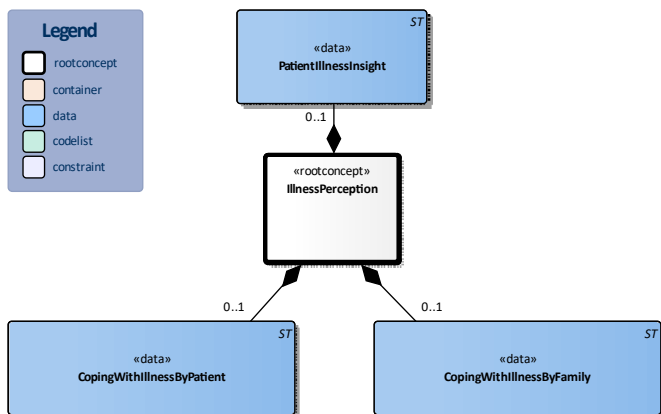 Legend
rootconcept
container
data
codelist
constraint
ST
«data»
PatientIllnessInsight
0..1
«rootconcept»
IllnessPerception
0..1
0..1
ST
«data»
CopingWithIllnessByPatient
ST
«data»
CopingWithIllnessByFamily